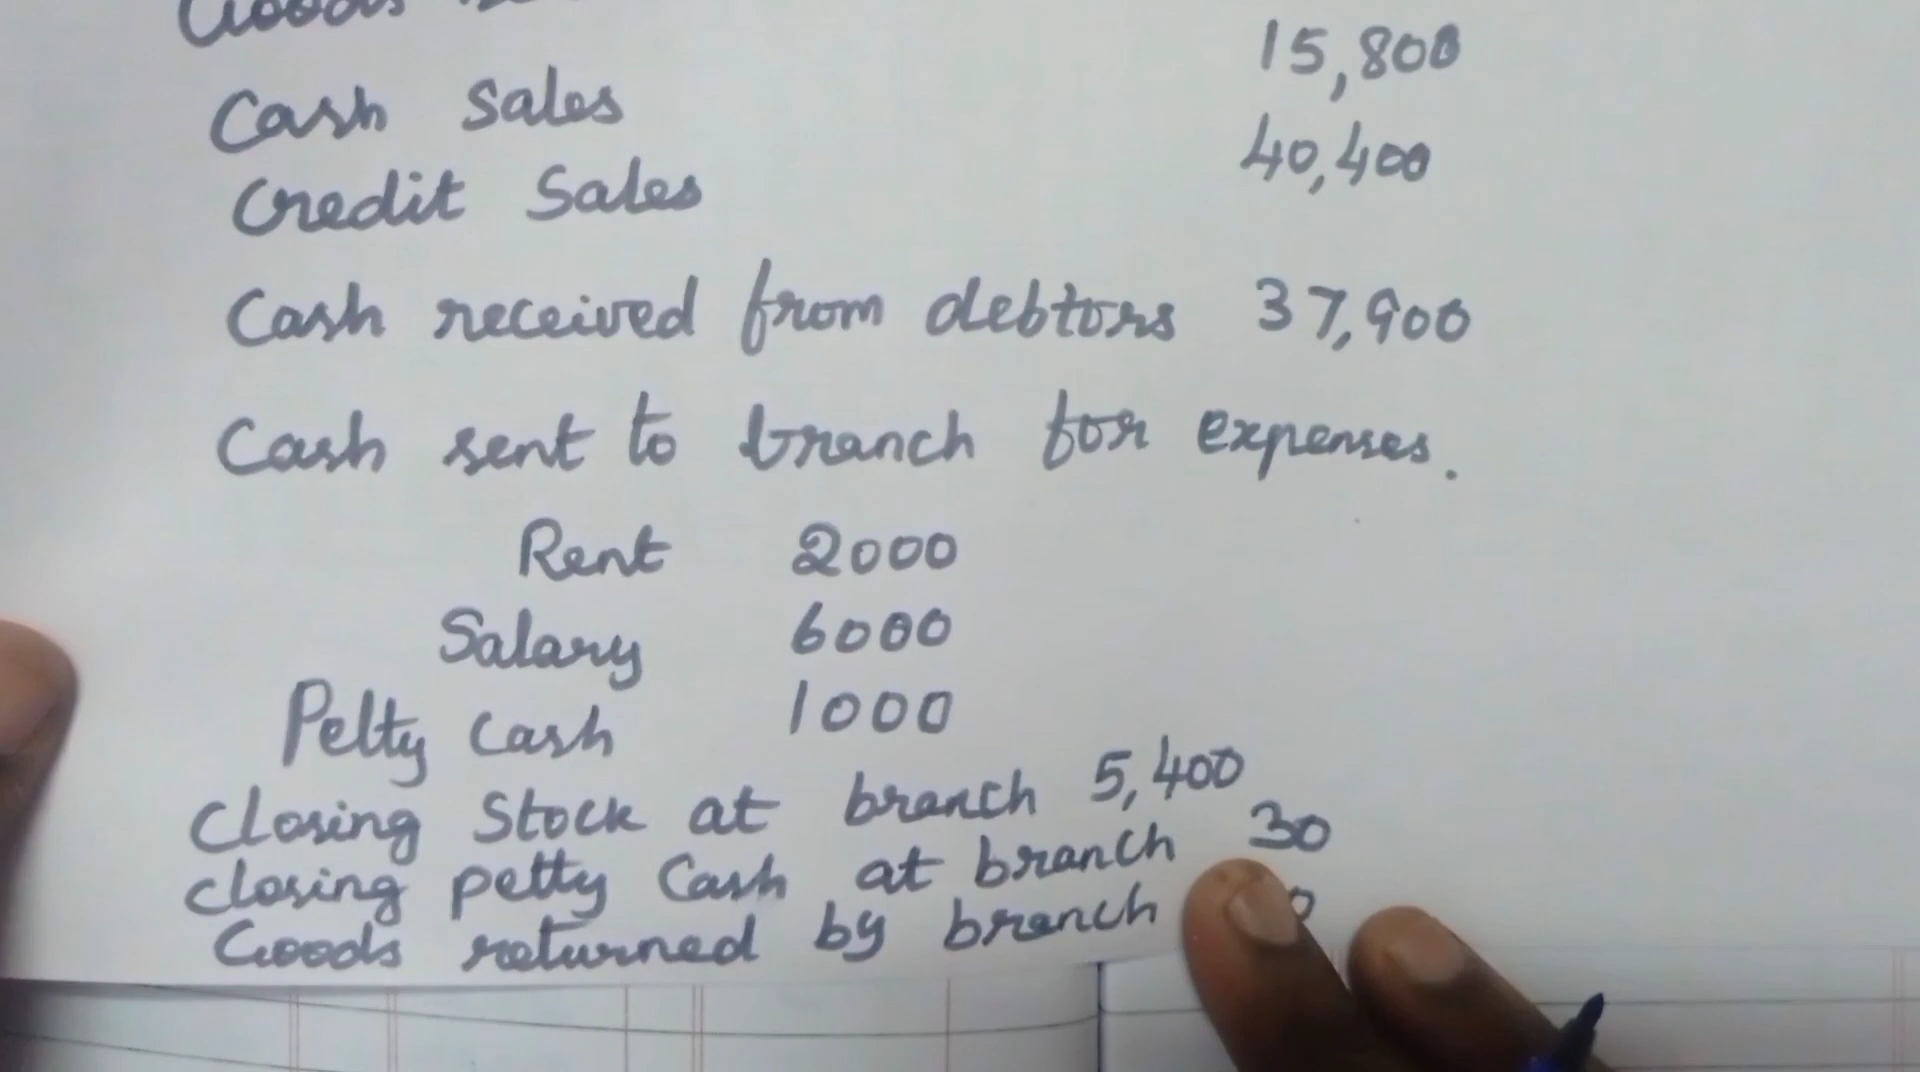 Goods
Cash Sales 15,800
Credit Sales 40,400
Cash received from debtors 37,900
Cash sent to branch for expenses.
Rent 2000
Salary 6000
Petty cash 1000
Closing Stock at branch 5,400
closing petty Cash at branch 30
Goods returned by branch